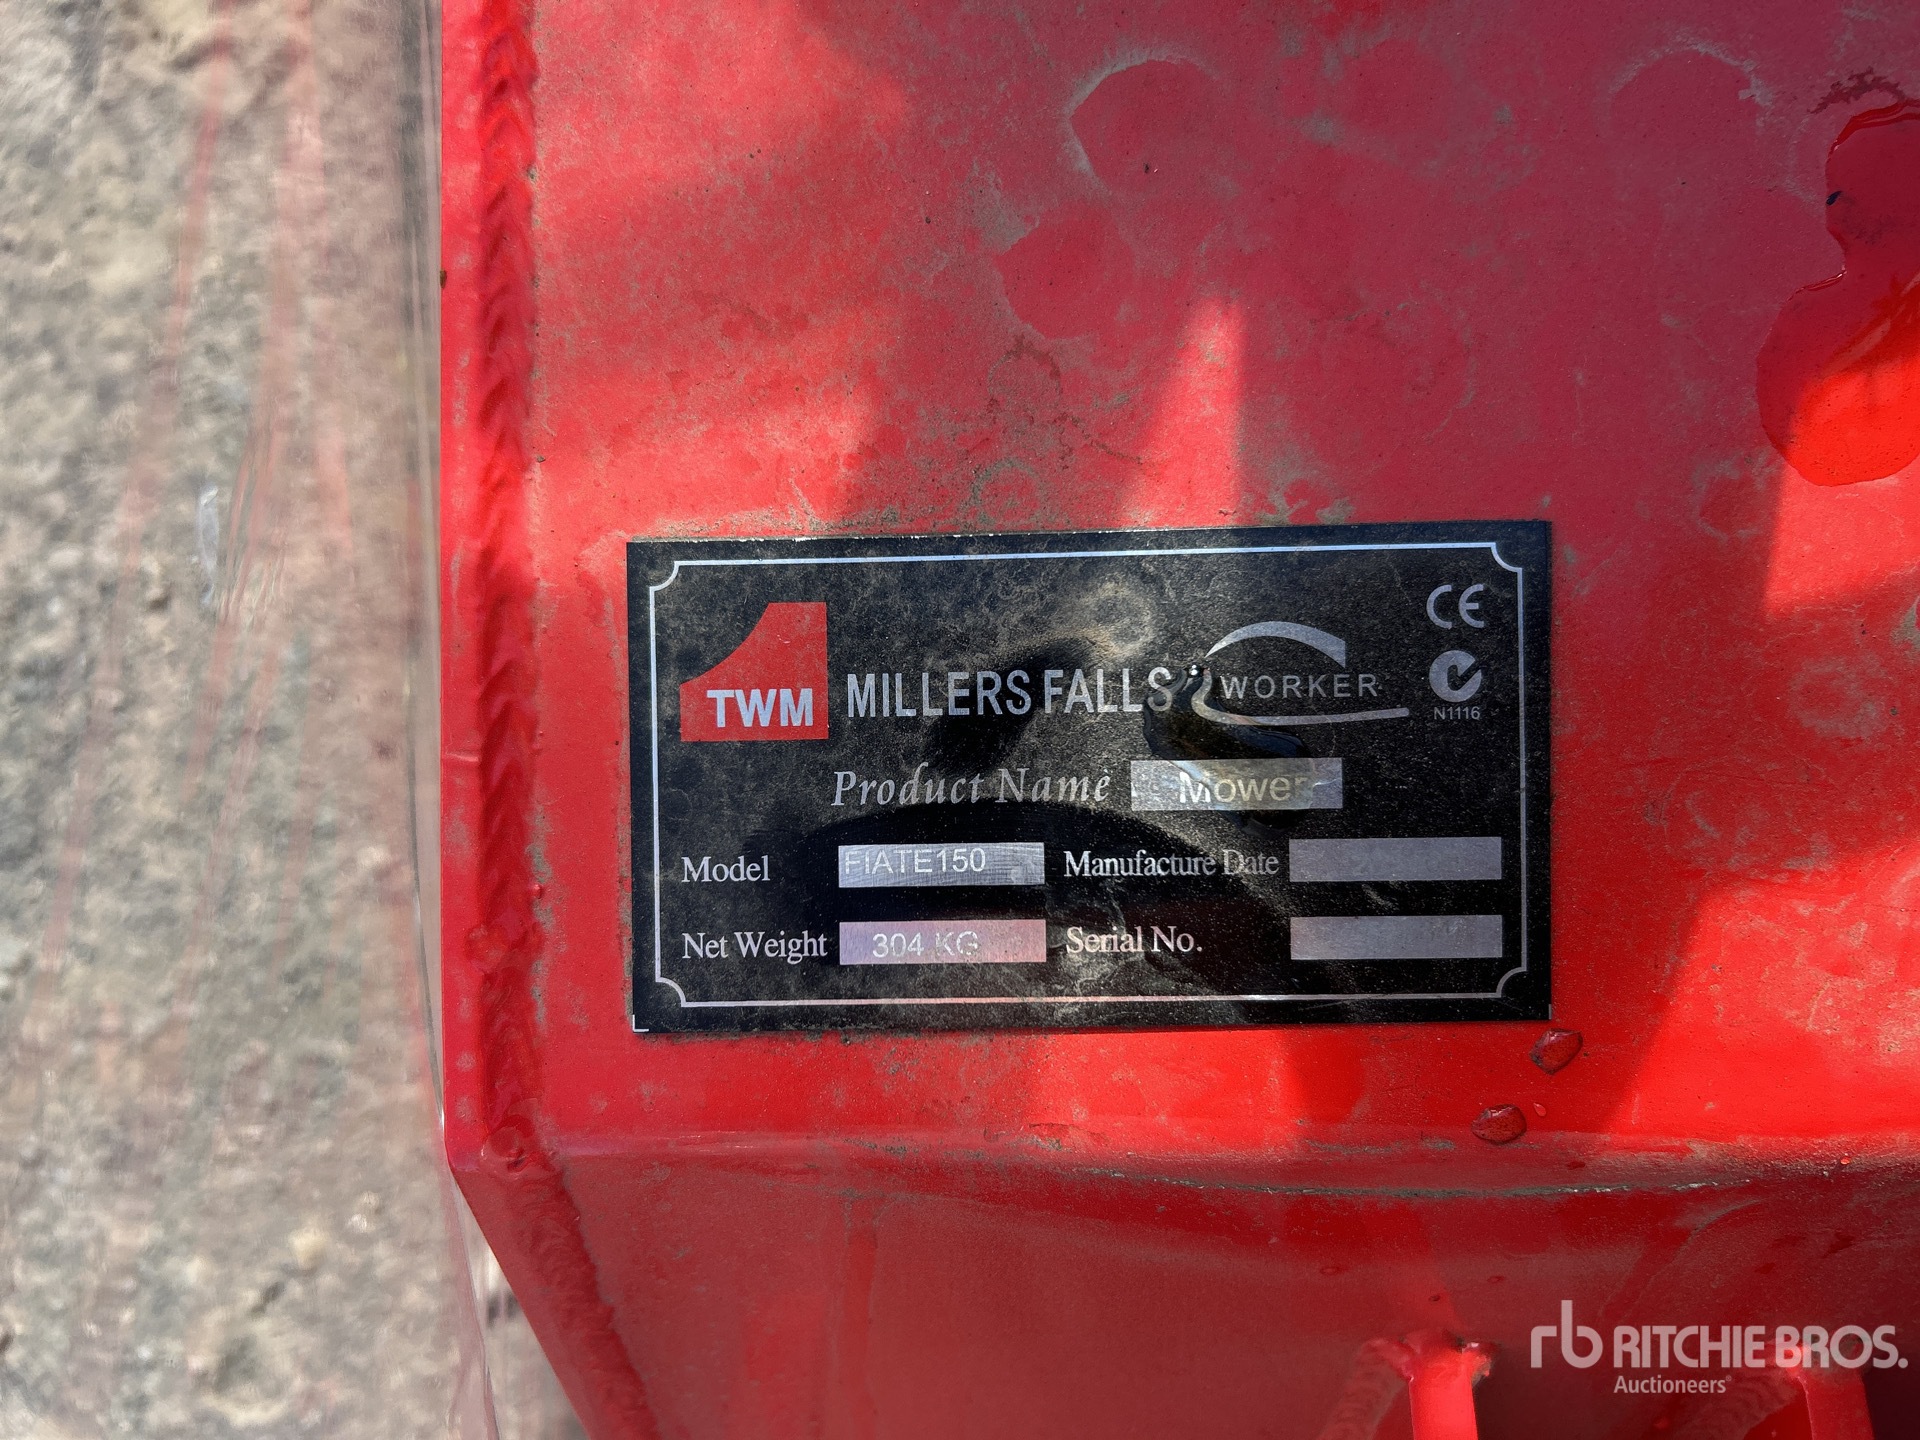 TWM MILLERS FALLS WORKER
CE
N1116
Product Name Mower
Model FIATE150 Manufacture Date
Net Weight 304 KG Serial No.
rb RITCHIE BROS.
Auctioneers